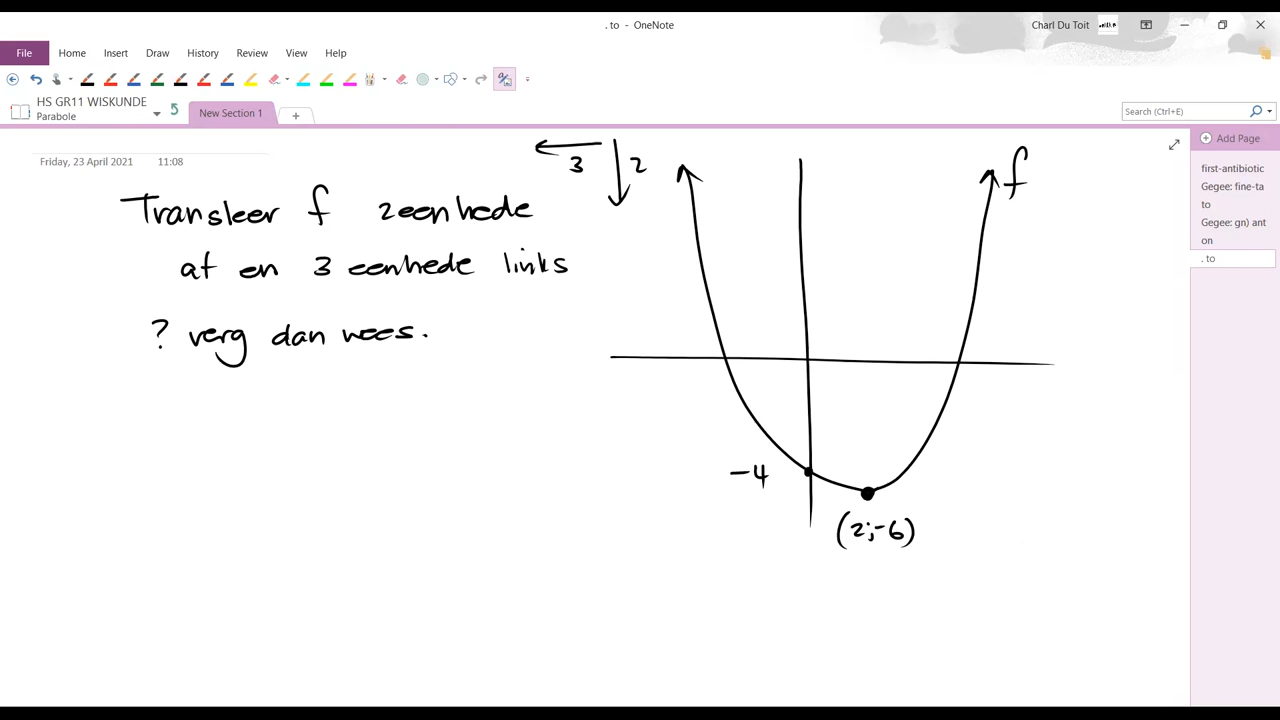 . to - OneNote
Charl Du Toit
File Home Insert Draw History Review View Help
HS GR11 WISKUNDE
Parabole
New Section 1
Search (Ctrl+E)
Add Page
first-antibiotic
Gegee: fine-ta
to
Gegee: gn) ant
on
. to
Friday, 23 April 2021 11:08
3 2
f
Transleer f 2eenhede
af en 3 eenhede links
? verg dan wees.
-4
(2;-6)